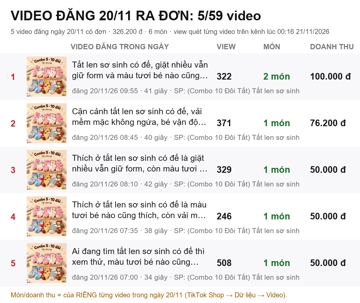 VIDEO ĐĂNG 20/11 RA ĐƠN: 5/59 video
5 video đăng ngày 20/11 có đơn · 326.200 đ · 6 món · view quét từng video trên kênh lúc 00:16 21/11/2026
VIDEO ĐĂNG TRONG NGÀY VIEW MÓN DOANH THU
1 Tất len sơ sinh có đế, giặt nhiều vẫn
giữ form và màu tươi bé nào cũng… 322 2 món 100.000 đ
đăng 20/11/26 09:55 · 41 giây · SP: (Combo 10 Đôi Tất) Tất len sơ sinh
2 Cận cảnh tất len sơ sinh có đế, vải
mềm mặc không ngứa, bé vận độ… 371 1 món 76.200 đ
đăng 20/11/26 08:45 · 40 giây · SP: (Combo 10 Đôi Tất) Tất len sơ sinh
3 Thích ở tất len sơ sinh có đế là giặt
nhiều vẫn giữ form, còn màu tươi … 329 1 món 50.000 đ
đăng 20/11/26 08:10 · 42 giây · SP: (Combo 10 Đôi Tất) Tất len sơ sinh
4 Thích ở tất len sơ sinh có đế là màu
tươi bé nào cũng thích, còn vải m… 246 1 món 50.000 đ
đăng 20/11/26 07:35 · 38 giây · SP: (Combo 10 Đôi Tất) Tất len sơ sinh
5 Ai đang tìm tất len sơ sinh có đế thì
xem thử, màu tươi bé nào cũng… 508 1 món 50.000 đ
đăng 20/11/26 07:00 · 34 giây · SP: (Combo 10 Đôi Tất) Tất len sơ sinh
Món/doanh thu = của RIÊNG từng video trong ngày 20/11 (TikTok Shop → Dữ liệu → Video).